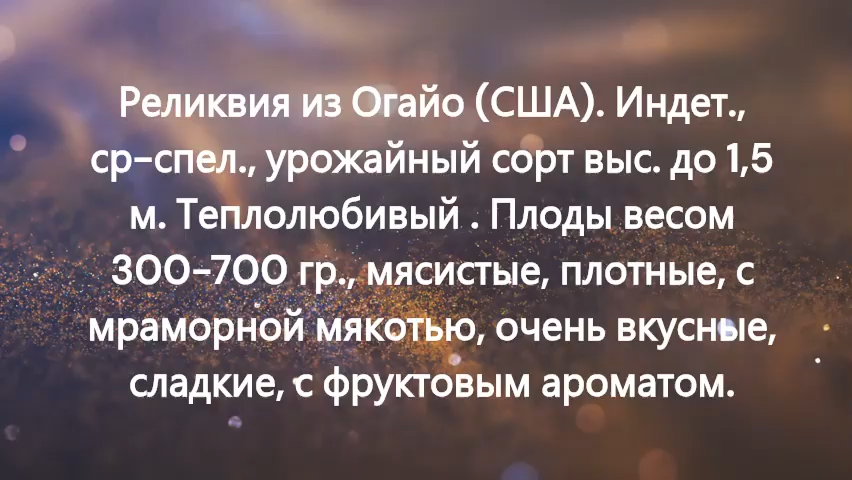 Реликвия из Огайо (США). Индет.,
ср-спел., урожайный сорт выс. до 1,5
м. Теплолюбивый . Плоды весом
300-700 гр., мясистые, плотные, с
мраморной мякотью, очень вкусные,
сладкие, с фруктовым ароматом.